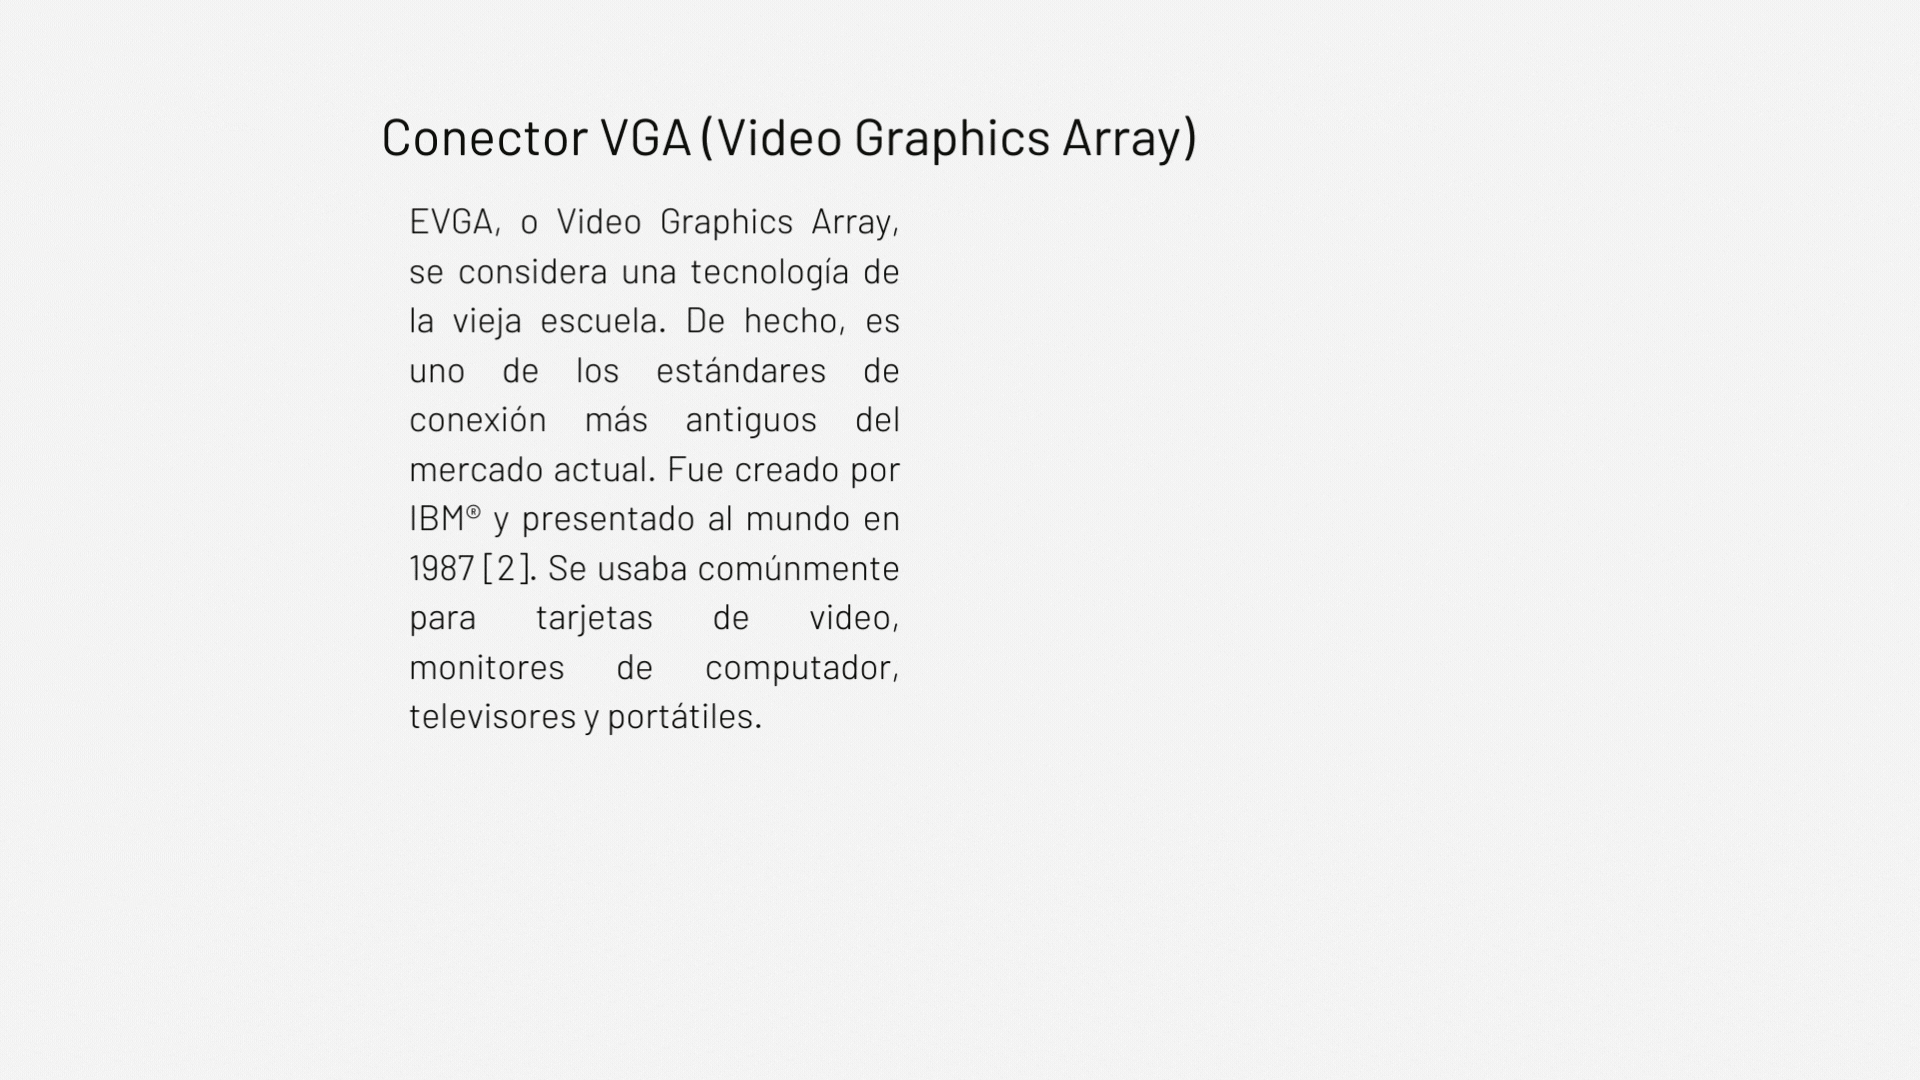 Conector VGA (Video Graphics Array)
EVGA, o Video Graphics Array,
se considera una tecnología de
la vieja escuela. De hecho, es
uno de los estándares de
conexión más antiguos del
mercado actual. Fue creado por
IBM® y presentado al mundo en
1987 [2]. Se usaba comúnmente
para tarjetas de video,
monitores de computador,
televisores y portátiles.